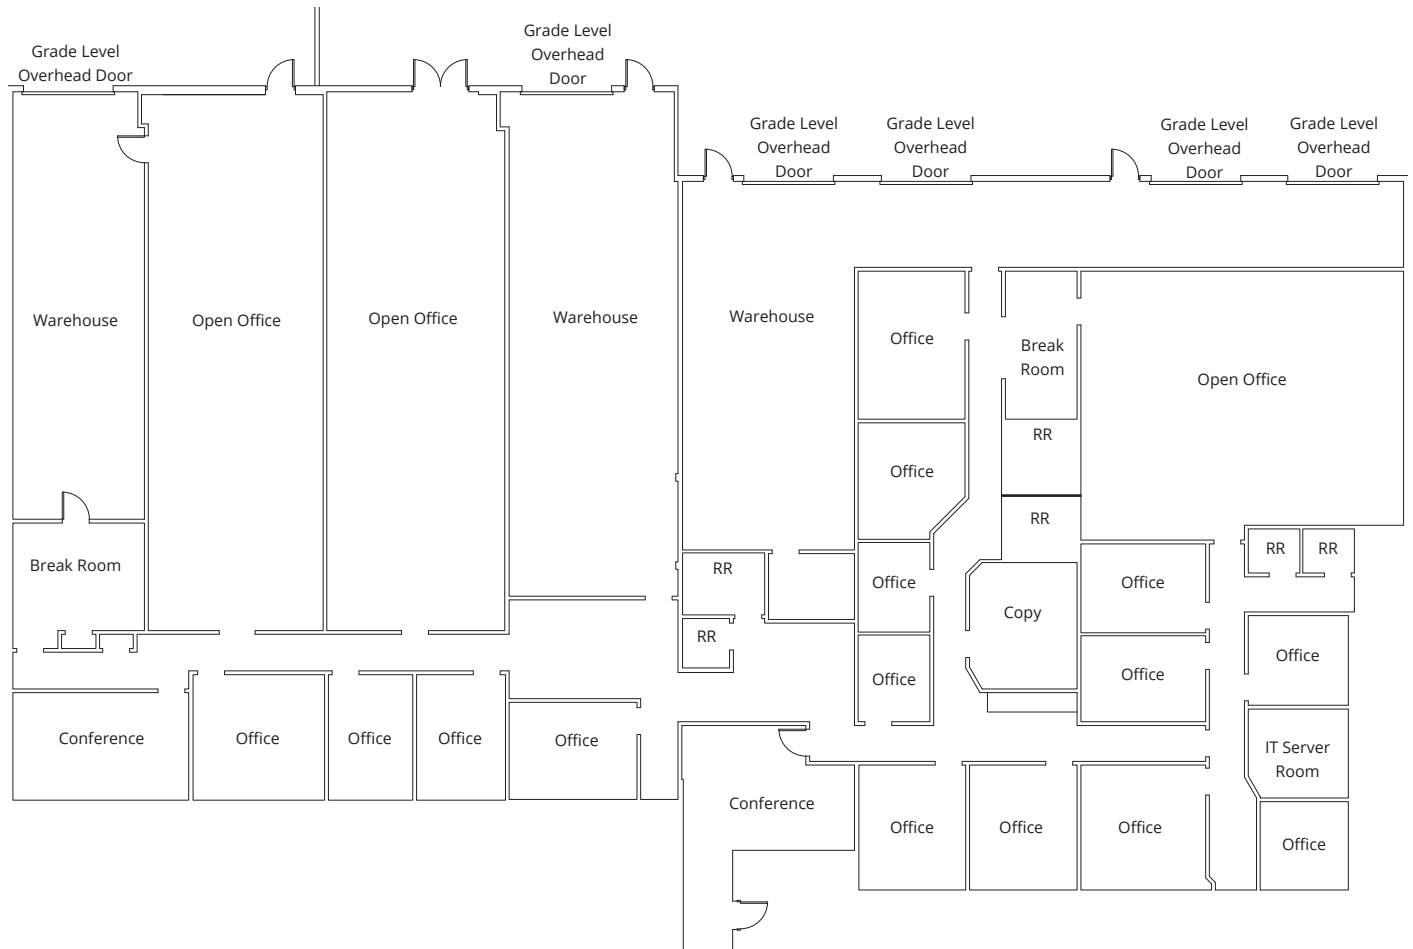 Grade Level
Overhead Door
Grade Level
Overhead
Door
Grade Level
Overhead
Door
Grade Level
Overhead
Door
Grade Level
Overhead
Door
Grade Level
Overhead
Door
Warehouse
Open Office
Open Office
Warehouse
Warehouse
Office
Break
Room
Open Office
RR
Office
RR
Break Room
RR
Office
Office
RR
RR
Copy
RR
Office
Office
Office
Conference
Office
Office
Office
Office
IT Server
Room
Conference
Office
Office
Office
Office